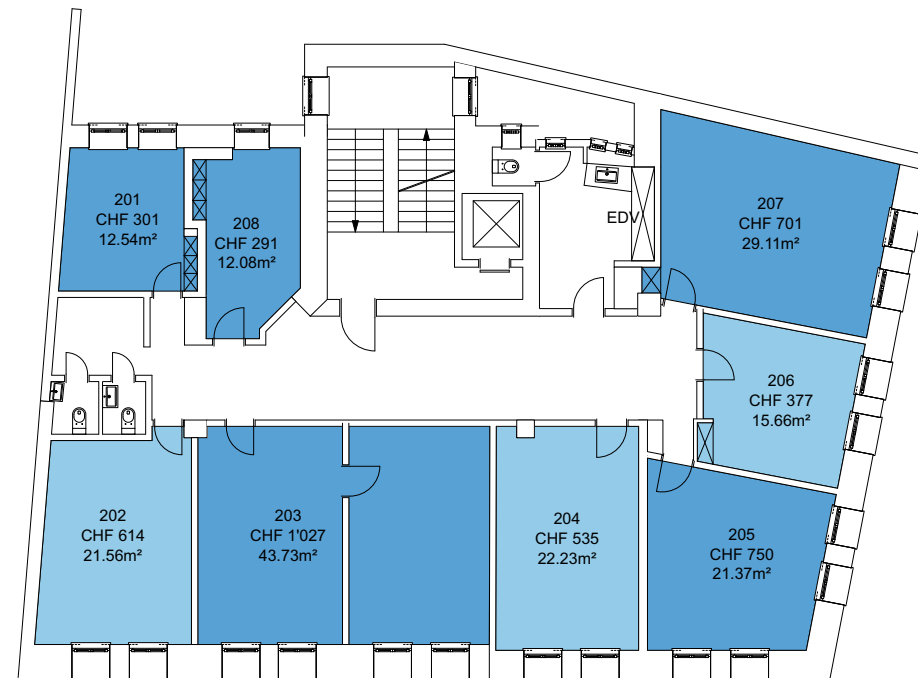 201
CHF 301
12.54m²
208
CHF 291
12.08m²
EDV
207
CHF 701
29.11m²
206
CHF 377
15.66m²
202
CHF 614
21.56m²
203
CHF 1'027
43.73m²
204
CHF 535
22.23m²
205
CHF 750
21.37m²